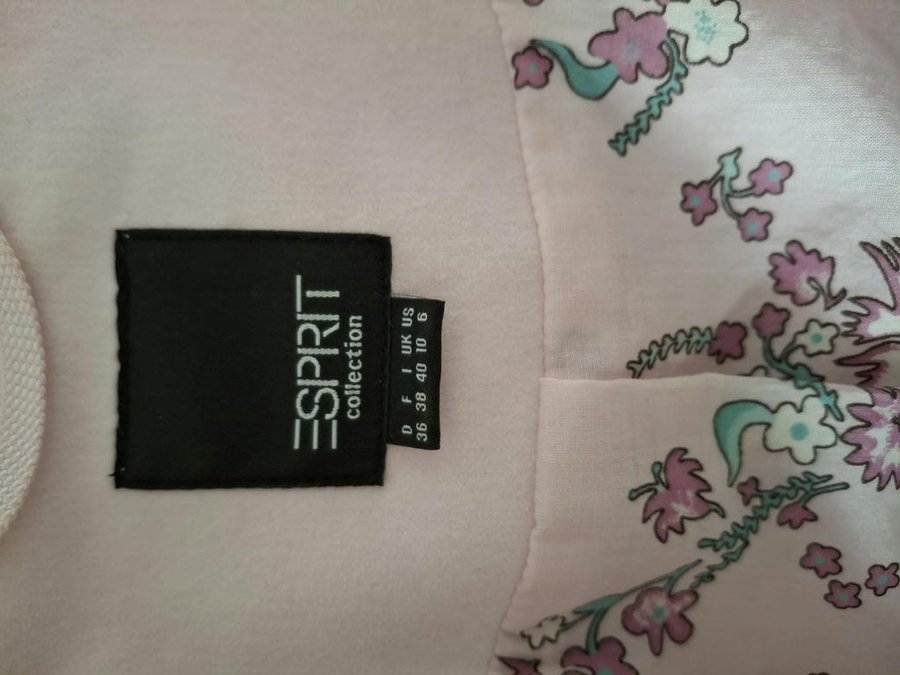 ESPRIT
collection
D F I UK US
36 38 40 10 6